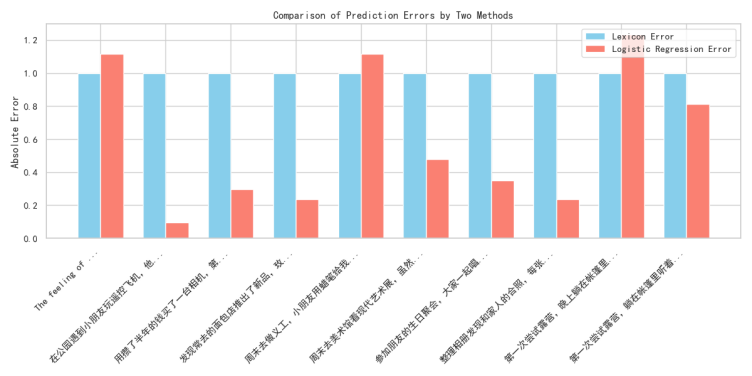 Comparison of Prediction Errors by Two Methods
Lexicon Error
Logistic Regression Error
Absolute Error
1.2
1.0
0.8
0.6
0.4
0.2
0.0
The feeling of ...
在公园遇到小朋友玩遥控飞机，他...
用攒了半年的钱买了一台相机，第...
发现常去的面包店推出了新品，玫...
周末去做义工，小朋友用蜡笔给我...
周末去美术馆看现代艺术展，虽然...
参加朋友的生日聚会，大家一起唱...
整理相册发现和家人的合照，每张...
第一次尝试露营，晚上躺在帐篷里...
第一次尝试露营，躺在帐篷里听着...